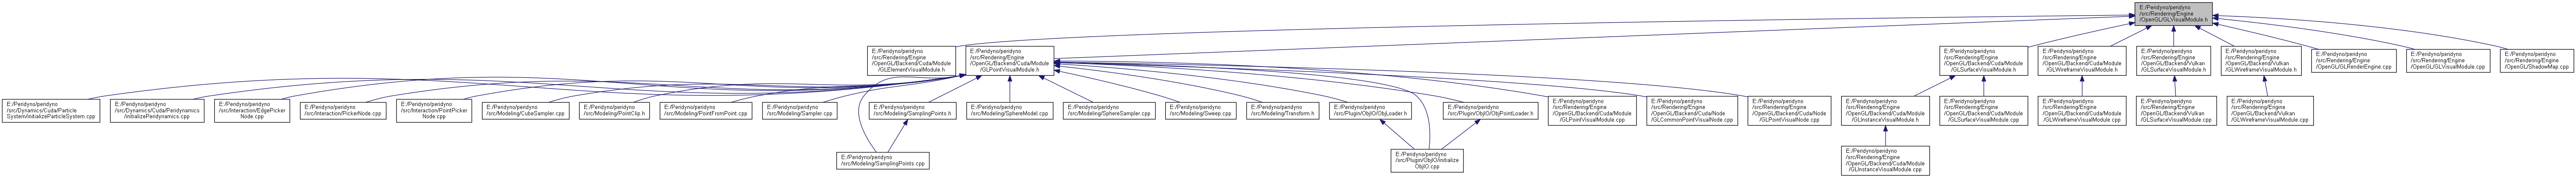 E:/Peridyno/peridyno
/src/Rendering/Engine
/OpenGL/GLVisualModule.h
E:/Peridyno/peridyno
/src/Rendering/Engine
/OpenGL/Backend/Cuda/Module
/GLElementVisualModule.h
E:/Peridyno/peridyno
/src/Rendering/Engine
/OpenGL/Backend/Cuda/Module
/GLPointVisualModule.h
E:/Peridyno/peridyno
/src/Rendering/Engine
/OpenGL/Backend/Cuda/Module
/GLSurfaceVisualModule.h
E:/Peridyno/peridyno
/src/Rendering/Engine
/OpenGL/Backend/Cuda/Module
/GLWireframeVisualModule.h
E:/Peridyno/peridyno
/src/Rendering/Engine
/OpenGL/Backend/Vulkan
/GLSurfaceVisualModule.h
E:/Peridyno/peridyno
/src/Rendering/Engine
/OpenGL/Backend/Vulkan
/GLWireframeVisualModule.h
E:/Peridyno/peridyno
/src/Rendering/Engine
/OpenGL/GLRenderEngine.cpp
E:/Peridyno/peridyno
/src/Rendering/Engine
/OpenGL/GLVisualModule.cpp
E:/Peridyno/peridyno
/src/Rendering/Engine
/OpenGL/ShadowMap.cpp
E:/Peridyno/peridyno
/src/Dynamics/Cuda/Particle
System/initializeParticleSystem.cpp
E:/Peridyno/peridyno
/src/Dynamics/Cuda/Peridynamics
/initializePeridynamics.cpp
E:/Peridyno/peridyno
/src/Interaction/EdgePicker
Node.cpp
E:/Peridyno/peridyno
/src/Interaction/PickerNode.cpp
E:/Peridyno/peridyno
/src/Interaction/PointPicker
Node.cpp
E:/Peridyno/peridyno
/src/Modeling/CubeSampler.cpp
E:/Peridyno/peridyno
/src/Modeling/PointClip.h
E:/Peridyno/peridyno
/src/Modeling/PointFromPoint.cpp
E:/Peridyno/peridyno
/src/Modeling/Sampler.cpp
E:/Peridyno/peridyno
/src/Modeling/SamplingPoints.h
E:/Peridyno/peridyno
/src/Modeling/SphereModel.cpp
E:/Peridyno/peridyno
/src/Modeling/SphereSampler.cpp
E:/Peridyno/peridyno
/src/Modeling/Sweep.cpp
E:/Peridyno/peridyno
/src/Modeling/Transform.h
E:/Peridyno/peridyno
/src/Plugin/ObjIO/ObjLoader.h
E:/Peridyno/peridyno
/src/Plugin/ObjIO/ObjPointLoader.h
E:/Peridyno/peridyno
/src/Rendering/Engine
/OpenGL/Backend/Cuda/Module
/GLPointVisualModule.cpp
E:/Peridyno/peridyno
/src/Rendering/Engine
/OpenGL/Backend/Cuda/Node
/GLCommonPointVisualNode.cpp
E:/Peridyno/peridyno
/src/Rendering/Engine
/OpenGL/Backend/Cuda/Node
/GLPointVisualNode.cpp
E:/Peridyno/peridyno
/src/Rendering/Engine
/OpenGL/Backend/Cuda/Module
/GLInstanceVisualModule.h
E:/Peridyno/peridyno
/src/Rendering/Engine
/OpenGL/Backend/Cuda/Module
/GLSurfaceVisualModule.cpp
E:/Peridyno/peridyno
/src/Rendering/Engine
/OpenGL/Backend/Cuda/Module
/GLWireframeVisualModule.cpp
E:/Peridyno/peridyno
/src/Rendering/Engine
/OpenGL/Backend/Vulkan
/GLSurfaceVisualModule.cpp
E:/Peridyno/peridyno
/src/Rendering/Engine
/OpenGL/Backend/Vulkan
/GLWireframeVisualModule.cpp
E:/Peridyno/peridyno
/src/Modeling/SamplingPoints.cpp
E:/Peridyno/peridyno
/src/Plugin/ObjIO/initialize
ObjIO.cpp
E:/Peridyno/peridyno
/src/Rendering/Engine
/OpenGL/Backend/Cuda/Module
/GLInstanceVisualModule.cpp